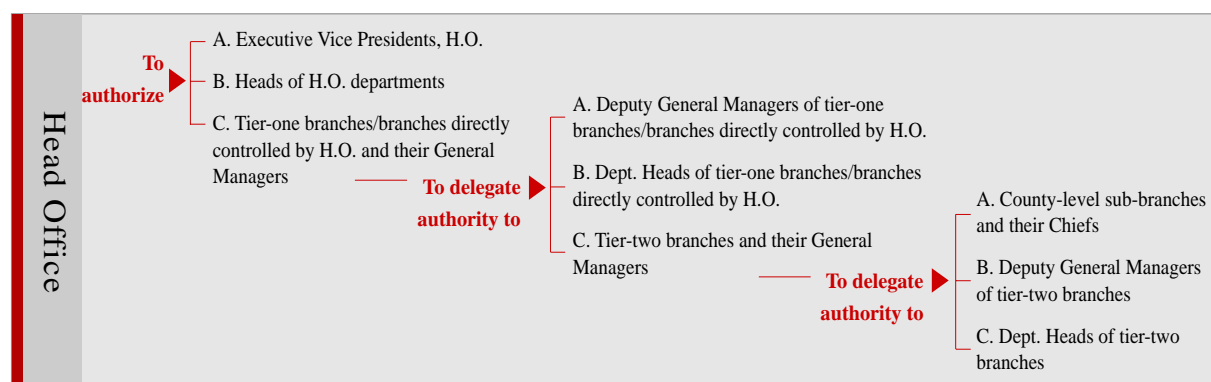 Head Office
To
authorize
A. Executive Vice Presidents, H.O.
B. Heads of H.O. departments
C. Tier-one branches/branches directly
controlled by H.O. and their General
Managers
To delegate
authority to
A. Deputy General Managers of tier-one
branches/branches directly controlled by H.O.
B. Dept. Heads of tier-one branches/branches
directly controlled by H.O.
C. Tier-two branches and their General
Managers
To delegate
authority to
A. County-level sub-branches
and their Chiefs
B. Deputy General Managers
of tier-two branches
C. Dept. Heads of tier-two
branches